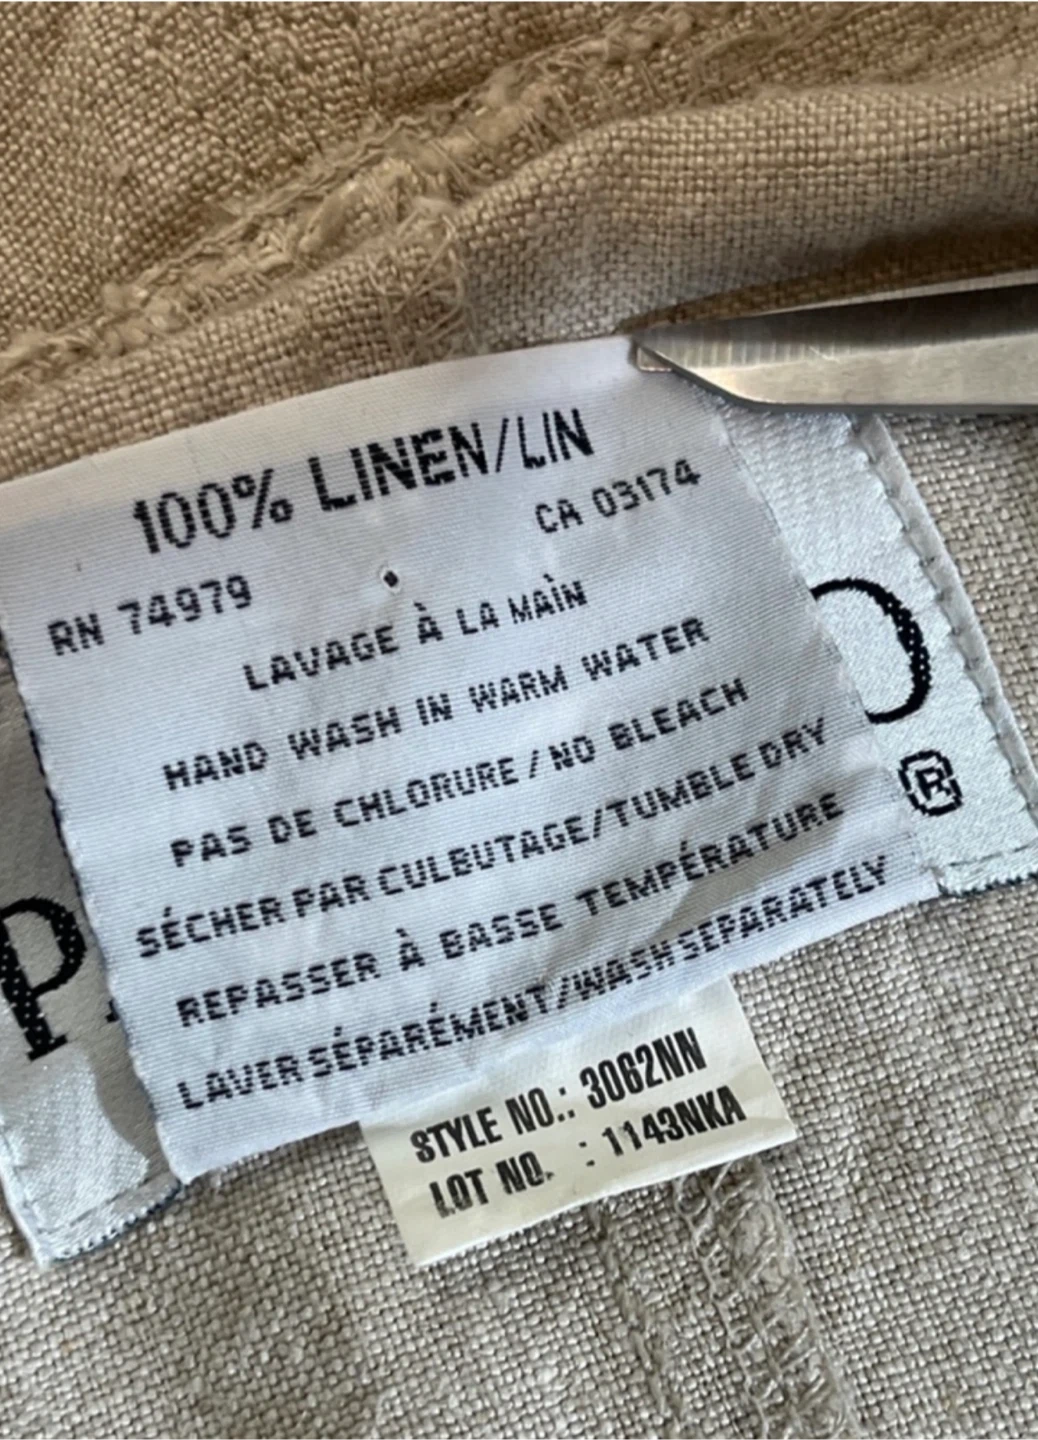 100% LINEN/LIN
CA 03174
RN 74979
LAVAGE À LA MAÌN
HAND WASH IN WARM WATER
PAS DE CHLORURE/NO BLEACH
SÉCHER PAR CULBUTAGE/TUMBLE DRY
REPASSER À BASSE TEMPÉRATURE
LAVER SÉPARÉMENT/WASH SEPARATELY
STYLE NO.: 3062NN
LOT NO. : 1143NKA
®